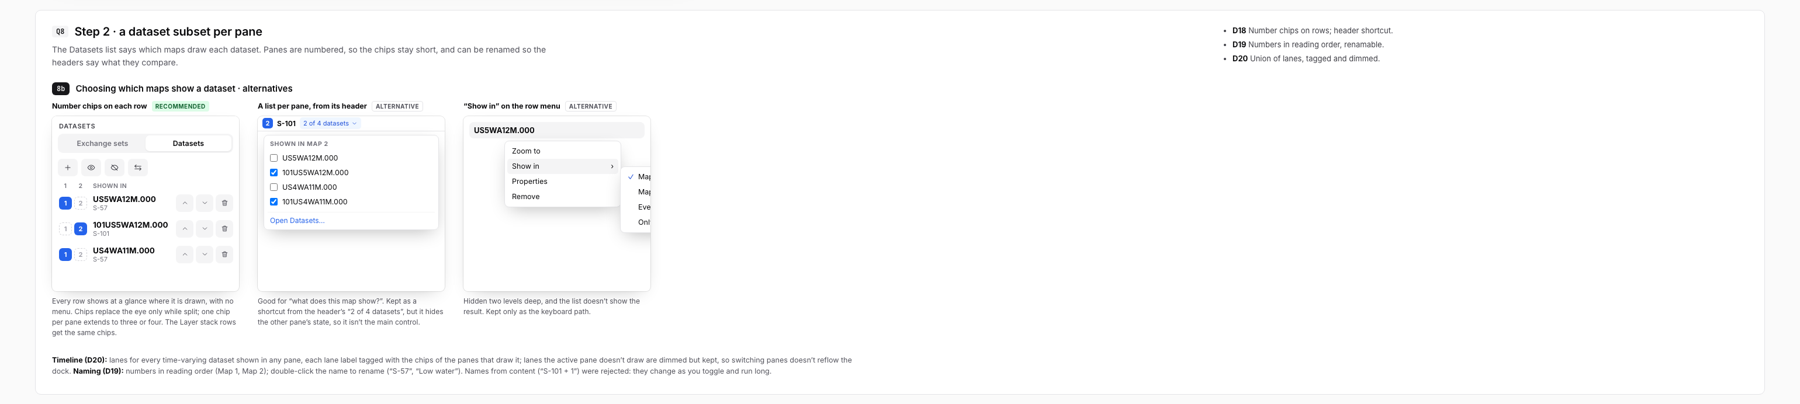 Q8 Step 2 · a dataset subset per pane
The Datasets list says which maps draw each dataset. Panes are numbered, so the chips stay short, and can be renamed so the
headers say what they compare.
• D18 Number chips on rows; header shortcut.
• D19 Numbers in reading order, renamable.
• D20 Union of lanes, tagged and dimmed.
8b Choosing which maps show a dataset · alternatives
Number chips on each row RECOMMENDED
DATASETS
Exchange sets Datasets
1 2 SHOWN IN
1 2 US5WA12M.000
S-57
1 2 101US5WA12M.000
S-101
1 2 US4WA11M.000
S-57
Every row shows at a glance where it is drawn, with no
menu. Chips replace the eye only while split; one chip
per pane extends to three or four. The Layer stack rows
get the same chips.
A list per pane, from its header ALTERNATIVE
2 S-101 2 of 4 datasets
SHOWN IN MAP 2
US5WA12M.000
101US5WA12M.000
US4WA11M.000
101US4WA11M.000
Open Datasets…
Good for “what does this map show?”. Kept as a
shortcut from the header’s “2 of 4 datasets”, but it hides
the other pane’s state, so it isn’t the main control.
“Show in” on the row menu ALTERNATIVE
US5WA12M.000
Zoom to
Show in ›
Properties
Remove
Hidden two levels deep, and the list doesn’t show the
result. Kept only as the keyboard path.
Timeline (D20): lanes for every time-varying dataset shown in any pane, each lane label tagged with the chips of the panes that draw it; lanes the active pane doesn’t draw are dimmed but kept, so switching panes doesn’t reflow the
dock. Naming (D19): numbers in reading order (Map 1, Map 2); double-click the name to rename (“S-57”, “Low water”). Names from content (“S-101 + 1”) were rejected: they change as you toggle and run long.